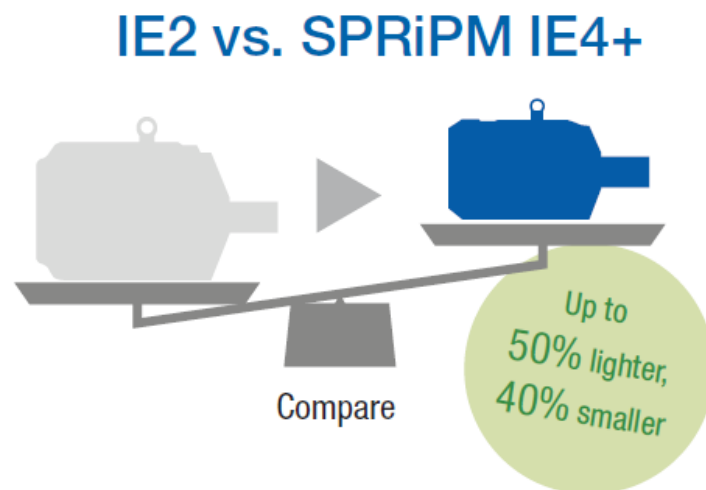 IE2 vs. SPRiPM IE4+
Compare
Up to
50% lighter,
40% smaller